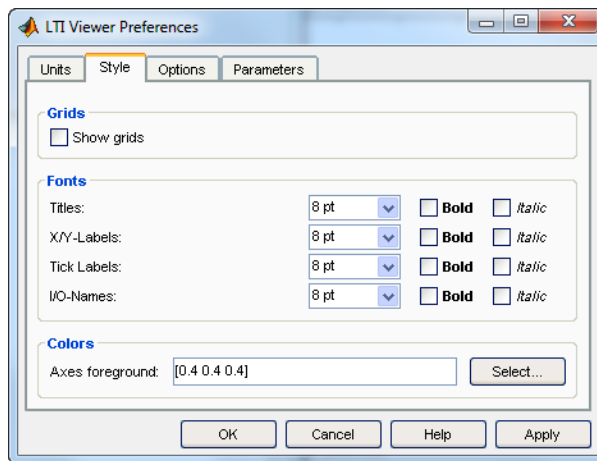 LTI Viewer Preferences
Units Style Options Parameters
Grids
Show grids
Fonts
Titles: 8 pt Bold Italic
X/Y-Labels: 8 pt Bold Italic
Tick Labels: 8 pt Bold Italic
I/O-Names: 8 pt Bold Italic
Colors
Axes foreground: [0.4 0.4 0.4] Select...
OK Cancel Help Apply